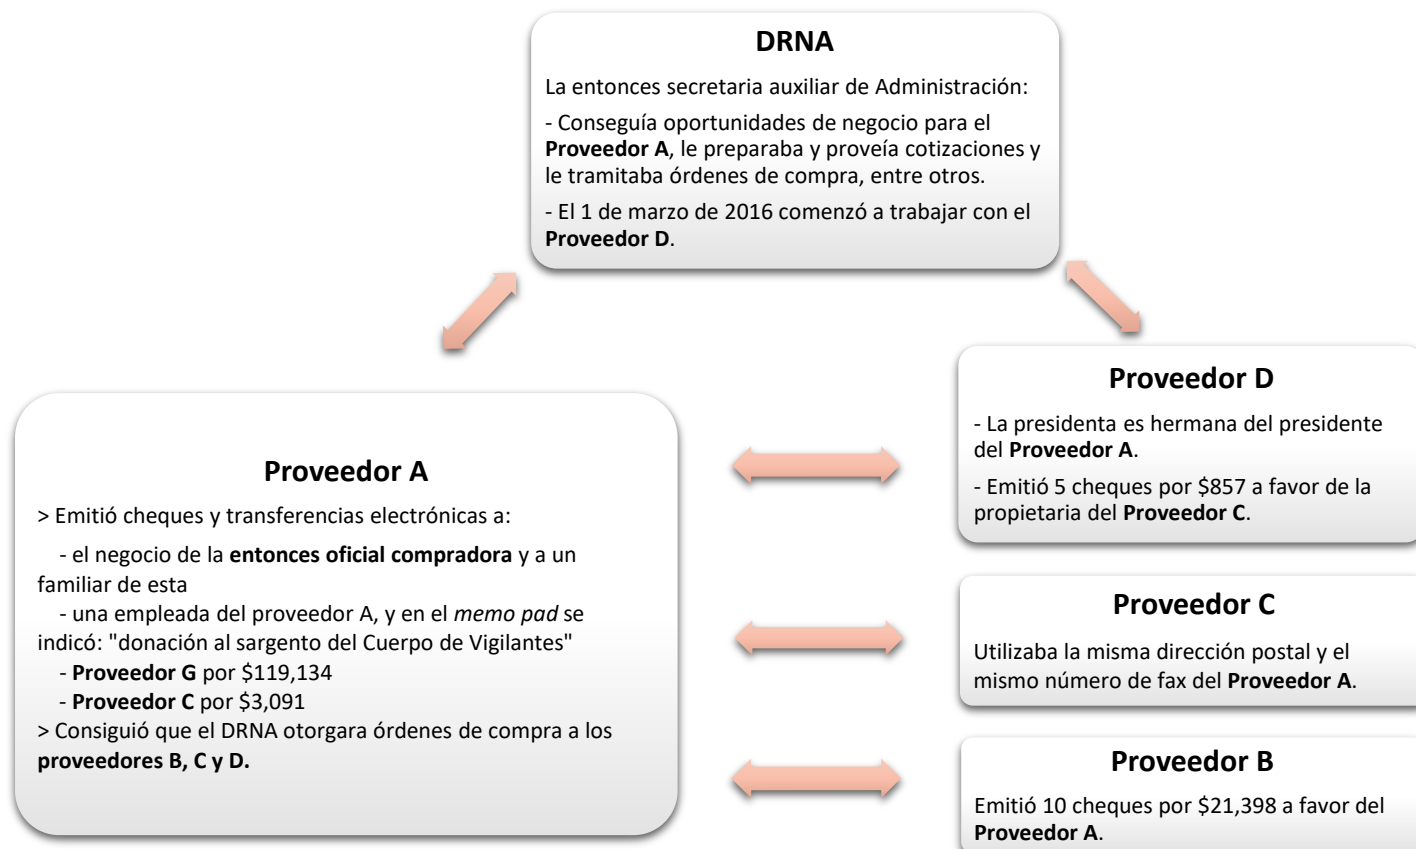 DRNA
La entonces secretaria auxiliar de Administración:
- Conseguía oportunidades de negocio para el
Proveedor A, le preparaba y proveía cotizaciones y
le tramitaba órdenes de compra, entre otros.
- El 1 de marzo de 2016 comenzó a trabajar con el
Proveedor D.
Proveedor A
> Emitió cheques y transferencias electrónicas a:
- el negocio de la entonces oficial compradora y a un
familiar de esta
- una empleada del proveedor A, y en el memo pad se
indicó: "donación al sargento del Cuerpo de Vigilantes"
- Proveedor G por $119,134
- Proveedor C por $3,091
> Consiguió que el DRNA otorgara órdenes de compra a los
proveedores B, C y D.
Proveedor D
- La presidenta es hermana del presidente
del Proveedor A.
- Emitió 5 cheques por $857 a favor de la
propietaria del Proveedor C.
Proveedor C
Utilizaba la misma dirección postal y el
mismo número de fax del Proveedor A.
Proveedor B
Emitió 10 cheques por $21,398 a favor del
Proveedor A.